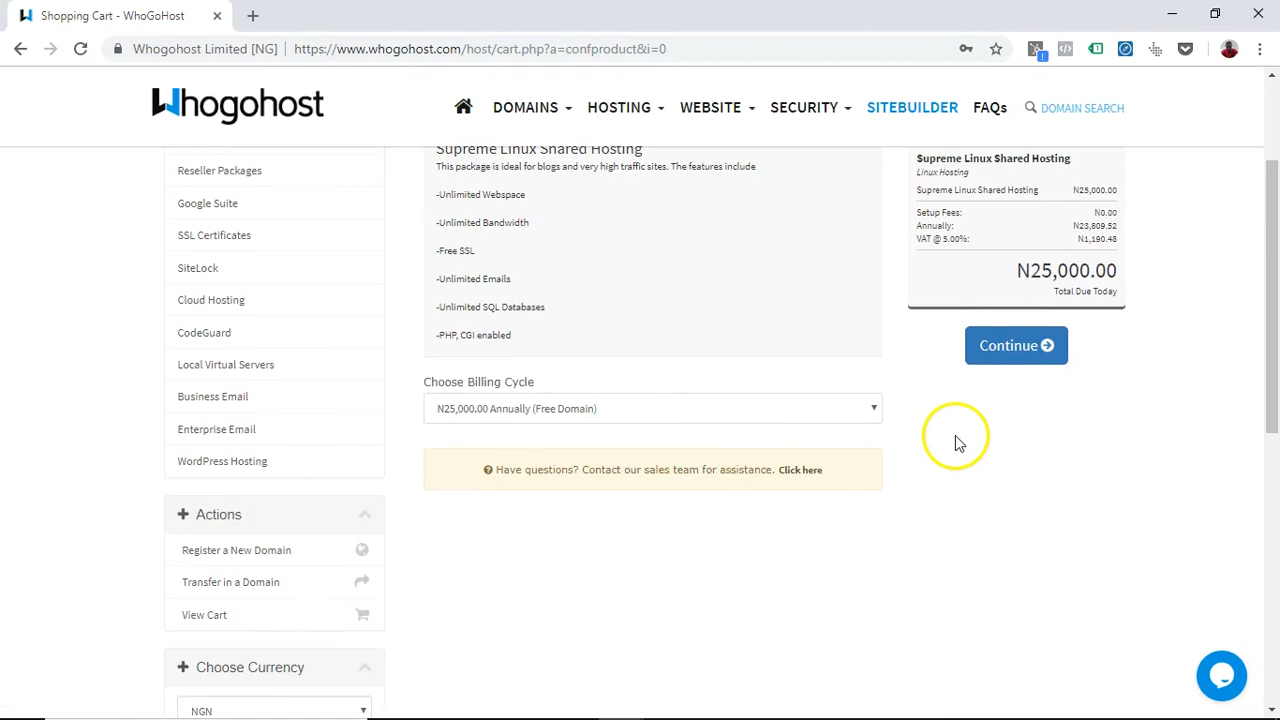 Shopping Cart - WhoGoHost
Whogohost Limited [NG]
https://www.whogohost.com/host/cart.php?a=confproduct&i=0
Whogohost
DOMAINS
HOSTING
WEBSITE
SECURITY
SITEBUILDER
FAQs
DOMAIN SEARCH
Reseller Packages
Google Suite
SSL Certificates
SiteLock
Cloud Hosting
CodeGuard
Local Virtual Servers
Business Email
Enterprise Email
WordPress Hosting
Actions
Register a New Domain
Transfer in a Domain
View Cart
Choose Currency
NGN
Supreme Linux Shared Hosting
This package is ideal for blogs and very high traffic sites. The features include
-Unlimited Webspace
-Unlimited Bandwidth
-Free SSL
-Unlimited Emails
-Unlimited SQL Databases
-PHP, CGI enabled
Choose Billing Cycle
N25,000.00 Annually (Free Domain)
Have questions? Contact our sales team for assistance. Click here
Supreme Linux Shared Hosting
Linux Hosting
Supreme Linux Shared Hosting N25,000.00
Setup Fees: N0.00
Annually: N23,809.52
VAT @ 5.00%: N1,190.48
N25,000.00
Total Due Today
Continue